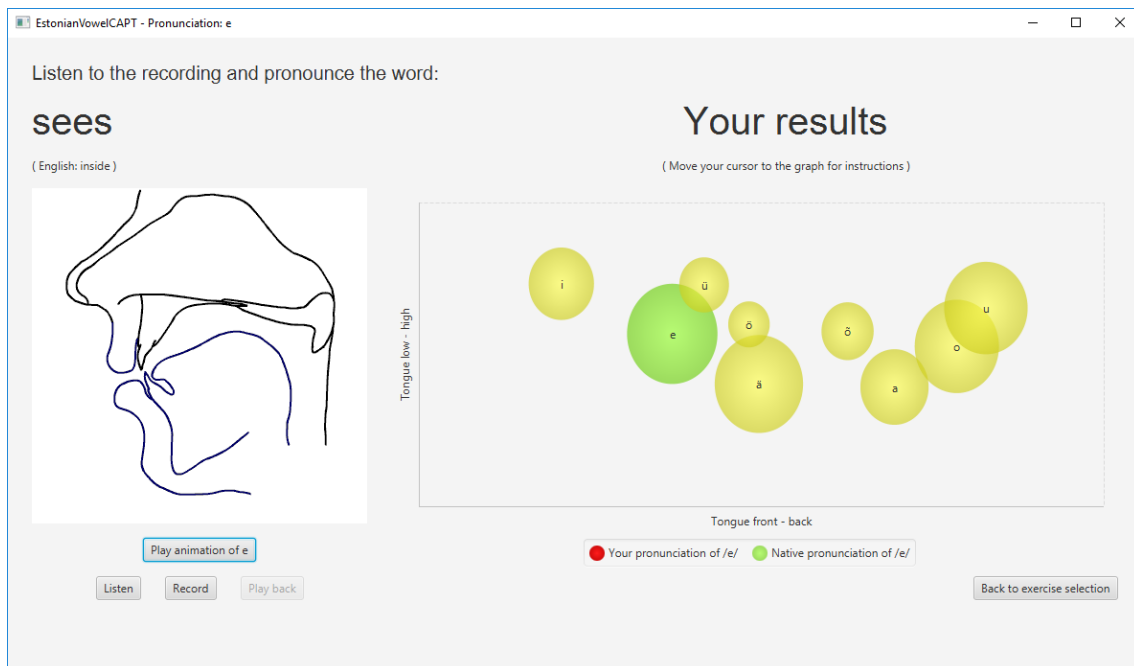 EstonianVowelCAPT - Pronunciation: e
Listen to the recording and pronounce the word:
sees
( English: inside )
Your results
( Move your cursor to the graph for instructions )
Tongue low - high
i
ü
e
ö
ä
õ
a
o
u
Tongue front - back
Your pronunciation of /e/
Native pronunciation of /e/
Play animation of e
Listen
Record
Play back
Back to exercise selection